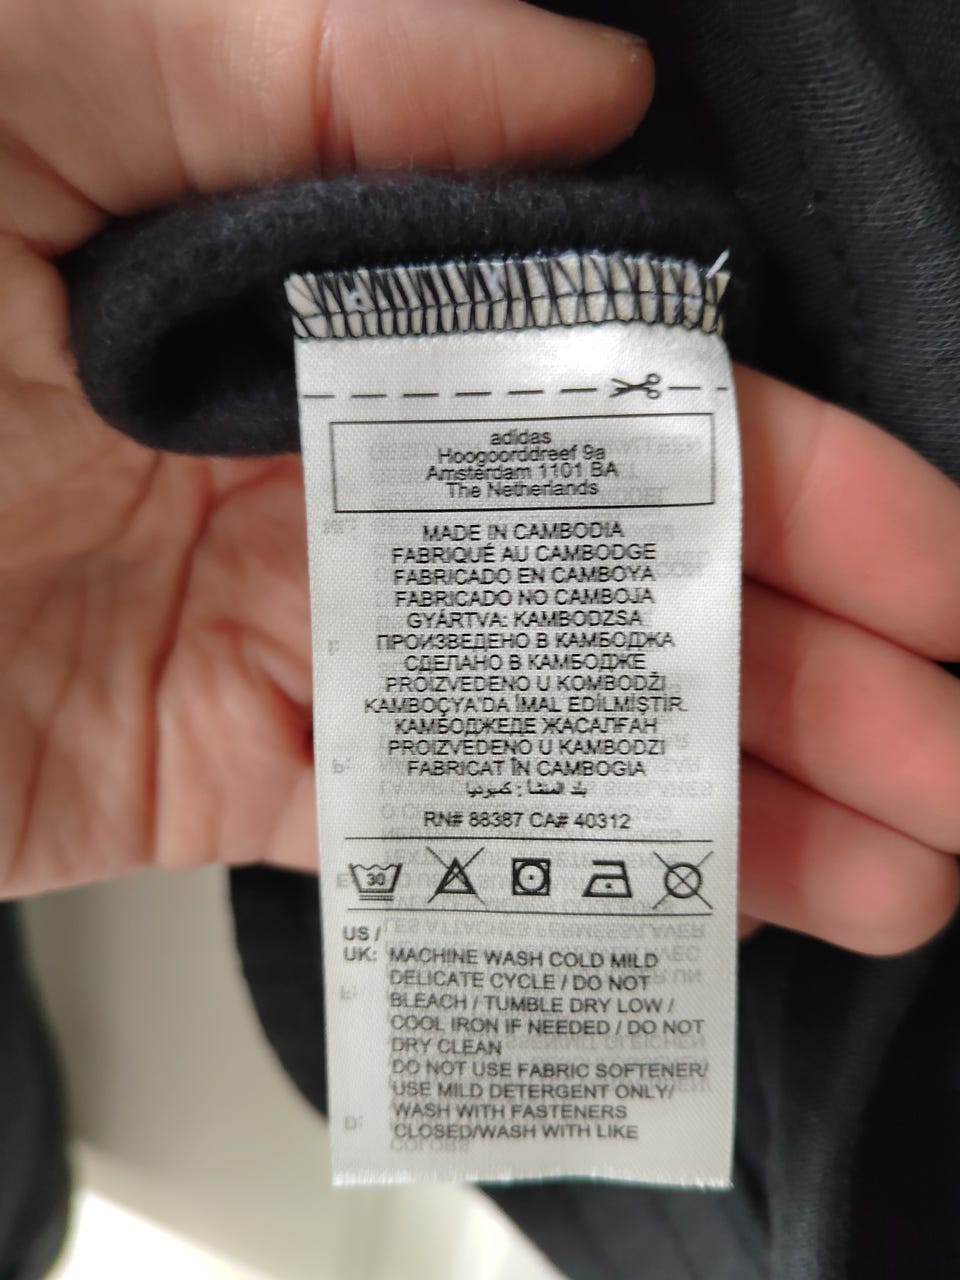 adidas
Hoogoorddreef 9a
Amsterdam 1101 BA
The Netherlands
MADE IN CAMBODIA
FABRIQUÉ AU CAMBODGE
FABRICADO EN CAMBOYA
FABRICADO NO CAMBOJA
GYÁRTVA: KAMBODZSA
ПРОИЗВЕДЕНО В КАМБОДЖА
СДЕЛАНО В КАМБОДЖЕ
PROIZVEDENO U KOMBODŽI
KAMBOÇYA'DA İMAL EDİLMİŞTİR.
КАМБОДЖЕДЕ ЖАСАЛҒАН
PROIZVEDENO U KAMBODZI
FABRICAT ÎN CAMBOGIA
بلد المنشأ : كمبوديا
RN# 88387 CA# 40312
30
US /
UK: MACHINE WASH COLD MILD
DELICATE CYCLE / DO NOT
BLEACH / TUMBLE DRY LOW /
COOL IRON IF NEEDED / DO NOT
DRY CLEAN
DO NOT USE FABRIC SOFTENER/
USE MILD DETERGENT ONLY/
WASH WITH FASTENERS
CLOSED/WASH WITH LIKE
COLORS